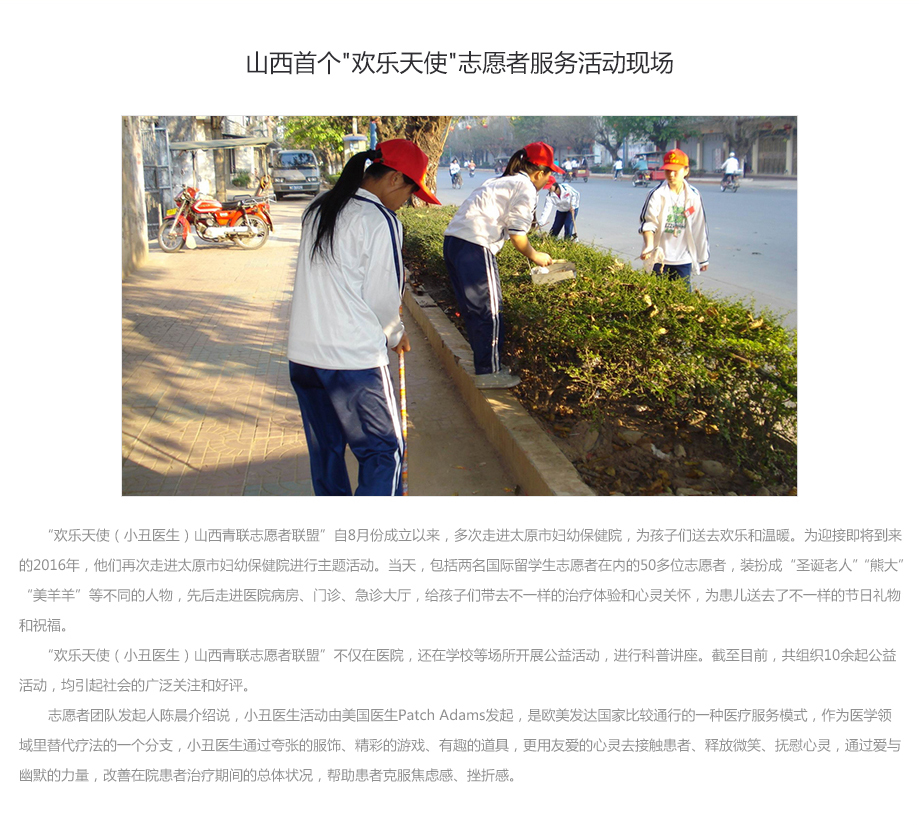 山西首个"欢乐天使"志愿者服务活动现场
“欢乐天使（小丑医生）山西青联志愿者联盟”自8月份成立以来，多次走进太原市妇幼保健院，为孩子们送去欢乐和温暖。为迎接即将到来
的2016年，他们再次走进太原市妇幼保健院进行主题活动。当天，包括两名国际留学生志愿者在内的50多位志愿者，装扮成“圣诞老人”“熊大”
“美羊羊”等不同的人物，先后走进医院病房、门诊、急诊大厅，给孩子们带去不一样的治疗体验和心灵关怀，为患儿送去了不一样的节日礼物
和祝福。
“欢乐天使（小丑医生）山西青联志愿者联盟”不仅在医院，还在学校等场所开展公益活动，进行科普讲座。截至目前，共组织10余起公益
活动，均引起社会的广泛关注和好评。
志愿者团队发起人陈晨介绍说，小丑医生活动由美国医生Patch Adams发起，是欧美发达国家比较通行的一种医疗服务模式，作为医学领
域里替代疗法的一个分支，小丑医生通过夸张的服饰、精彩的游戏、有趣的道具，更用友爱的心灵去接触患者、释放微笑、抚慰心灵，通过爱与
幽默的力量，改善在院患者治疗期间的总体状况，帮助患者克服焦虑感、挫折感。